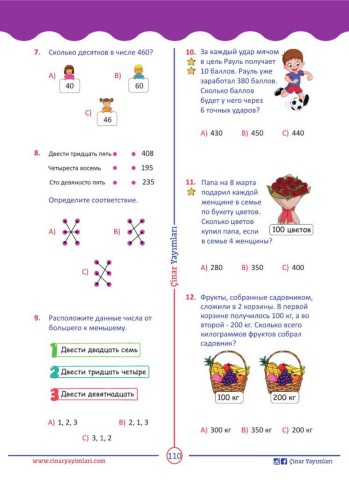 7. Сколько десятков в числе 460?
A) 40
B) 60
C) 46
8. Двести тридцать пять 408
Четыреста восемь 195
Сто девяносто пять 235
Определите соответствие.
A) B)
C)
9. Расположите данные числа от
большего к меньшему.
1 Двести двадцать семь
2 Двести тридцать четыре
3 Двести девятнадцать
A) 1, 2, 3 B) 2, 1, 3
C) 3, 1, 2
10. За каждый удар мячом
в цель Рауль получает
10 баллов. Рауль уже
заработал 380 баллов.
Сколько баллов
будет у него через
6 точных ударов?
A) 430 B) 450 C) 440
11. Папа на 8 марта
подарил каждой
женщине в семье
по букету цветов.
Сколько цветов
купил папа, если
в семье 4 женщины?
100 цветов
A) 280 B) 350 C) 400
12. Фрукты, собранные садовником,
сложили в 2 корзины. В первой
корзине получилось 100 кг, а во
второй - 200 кг. Сколько всего
килограммов фруктов собрал
садовник?
100 кг 200 кг
A) 300 кг B) 350 кг C) 200 кг
Çinar Yayımları
www.cinaryayimlari.com
110
Çinar Yayımları